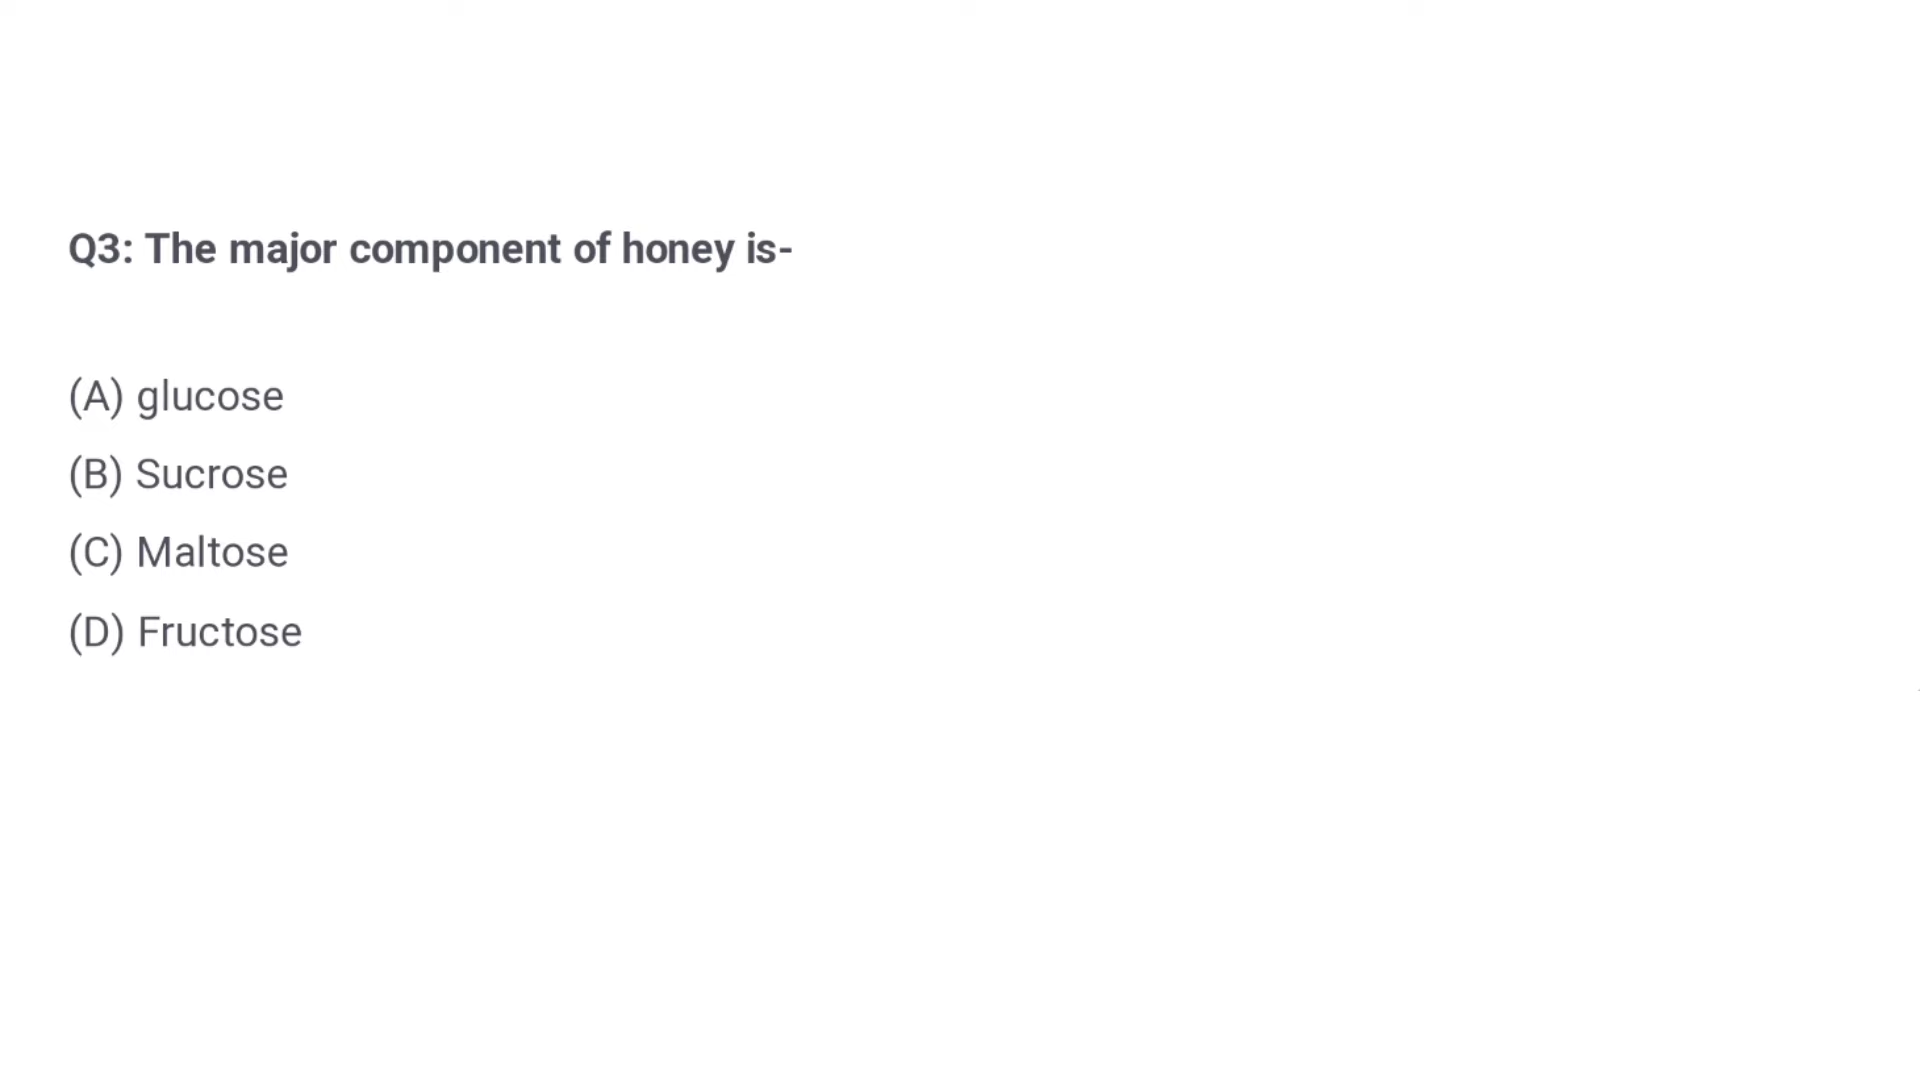 Q3: The major component of honey is-
(A) glucose
(B) Sucrose
(C) Maltose
(D) Fructose